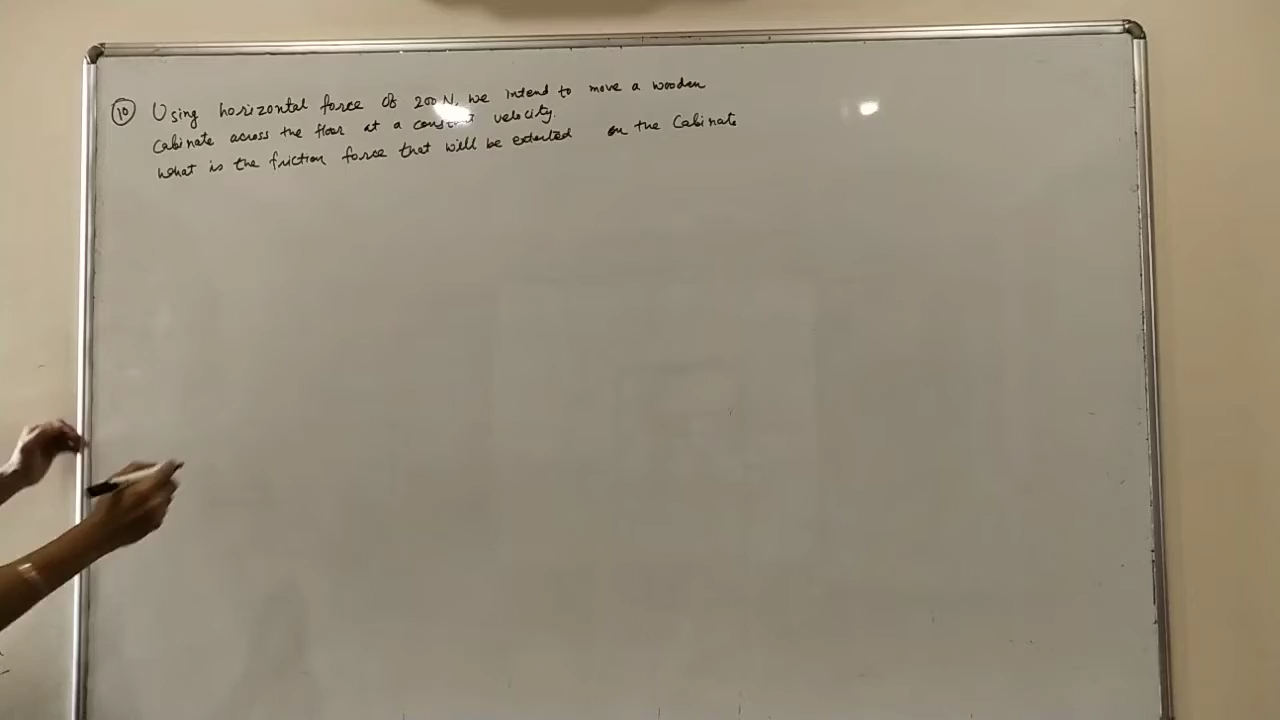 10 Using horizontal force of 200 N, we intend to move a wooden
Cabinate across the floor at a constant velocity.
What is the friction force that will be exterted on the Cabinate